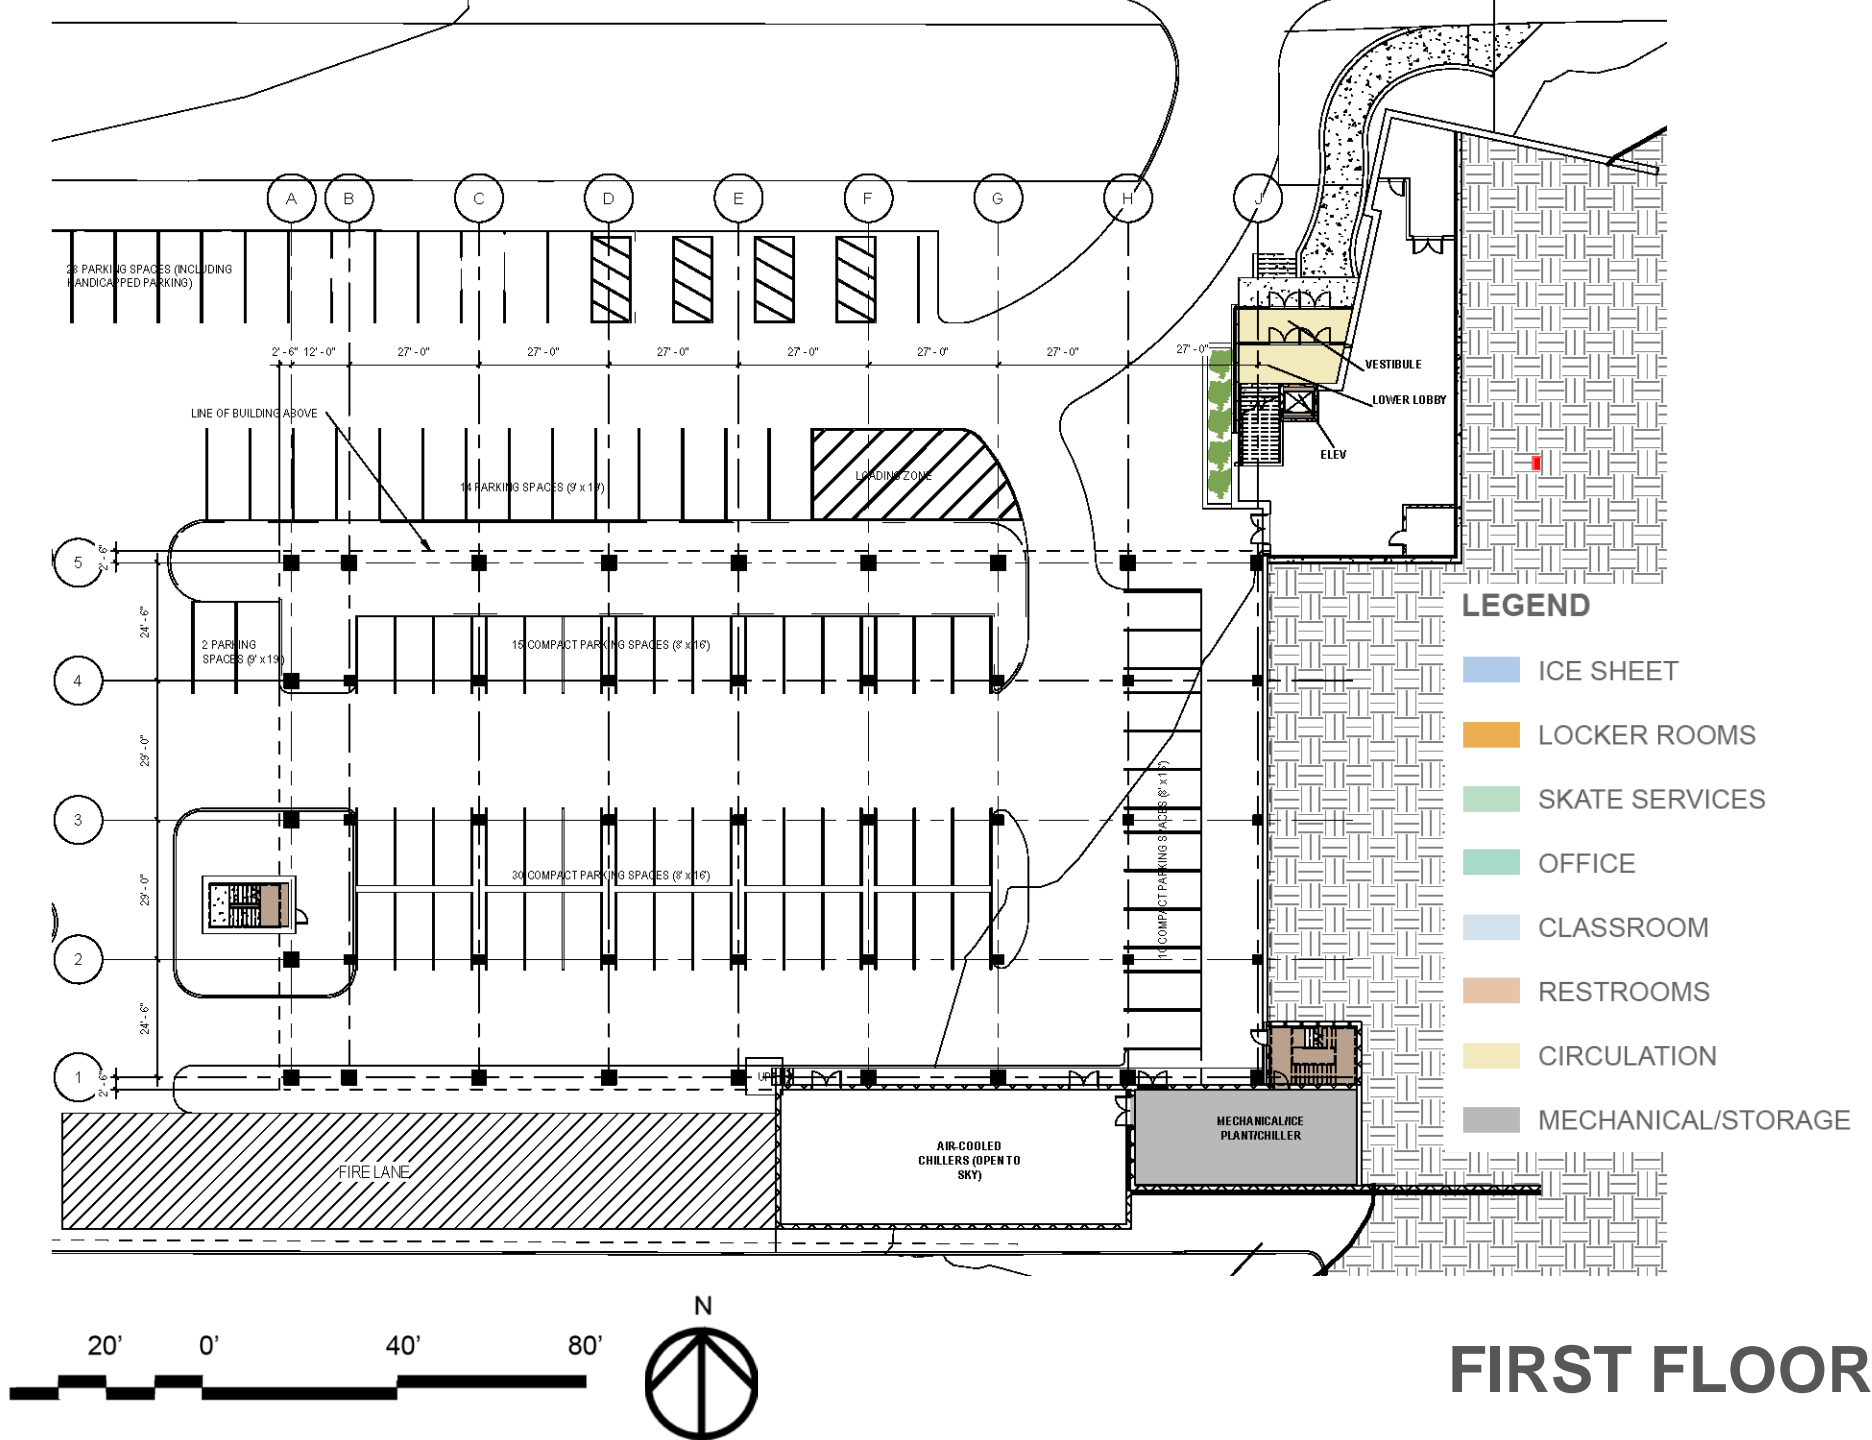 A B C D E F G H J
28 PARKING SPACES (INCLUDING
HANDICAPPED PARKING)
2' - 6" 12' - 0" 27' - 0" 27' - 0" 27' - 0" 27' - 0" 27' - 0" 27' - 0" 27' - 0"
VESTIBULE
LOWER LOBBY
LINE OF BUILDING ABOVE
ELEV
LOADING ZONE
14 PARKING SPACES (9' x 19')
5
2' - 6"
24' - 6"
2 PARKING
SPACES (9' x 19')
15 COMPACT PARKING SPACES (8' x 16')
4
29' - 0"
10 COMPACT PARKING SPACES (8' x 16')
3
29' - 0"
30 COMPACT PARKING SPACES (8' x 16')
2
24' - 6"
1
2' - 6"
UP
MECHANICAL/ICE
PLANT/CHILLER
AIR-COOLED
CHILLERS (OPEN TO
SKY)
FIRE LANE
LEGEND
ICE SHEET
LOCKER ROOMS
SKATE SERVICES
OFFICE
CLASSROOM
RESTROOMS
CIRCULATION
MECHANICAL/STORAGE
N
20’ 0’ 40’ 80’
FIRST FLOOR